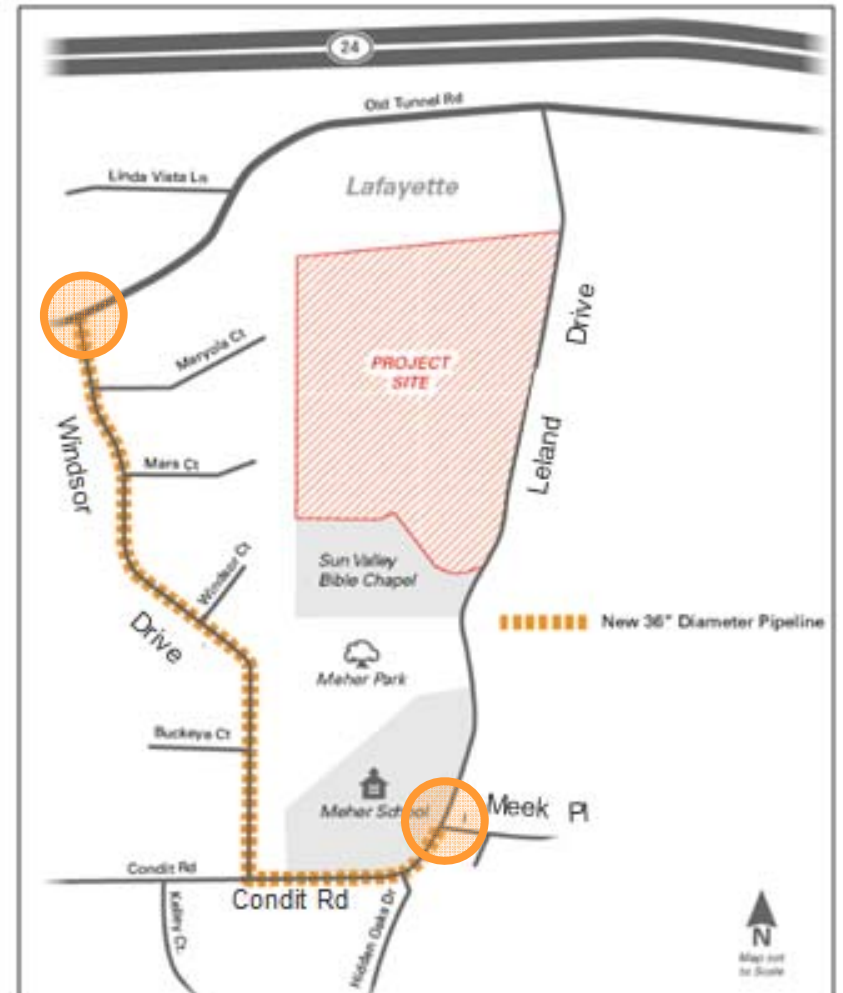 24
Old Tunnel Rd
Linda Vista Ln
Lafayette
Drive
PROJECT
SITE
Maryola Ct
Leland
Windsor
Mars Ct
Windsor Ct
Sun Valley
Bible Chapel
New 36" Diameter Pipeline
Drive
Meher Park
Buckeye Ct
Meher School
Meek Pl
Condit Rd
Condit Rd
Kelley Ct.
Hidden Oaks Dr
N
Map not
to Scale